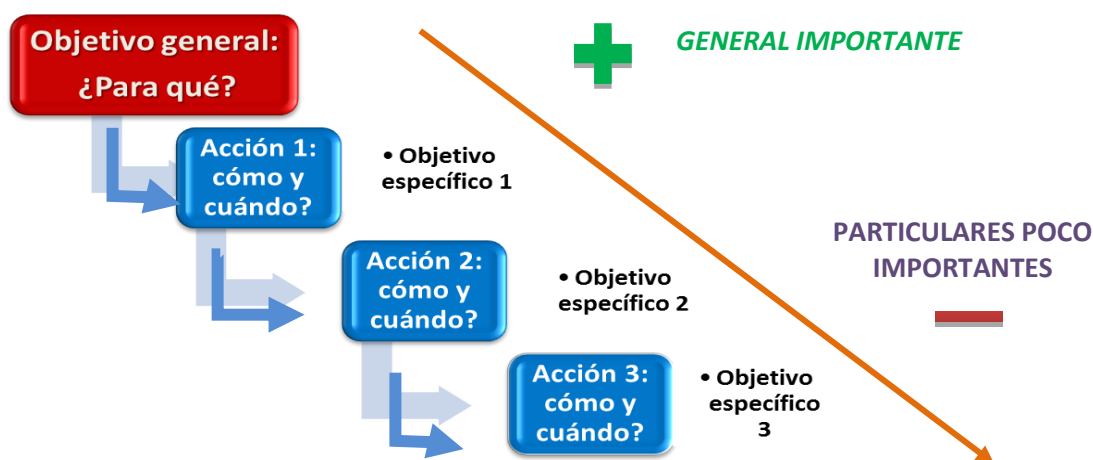 Objetivo general:
¿Para qué?
GENERAL IMPORTANTE
Acción 1:
cómo y
cuándo?
• Objetivo
específico 1
PARTICULARES POCO
IMPORTANTES
Acción 2:
cómo y
cuándo?
• Objetivo
específico 2
Acción 3:
cómo y
cuándo?
• Objetivo
específico
3